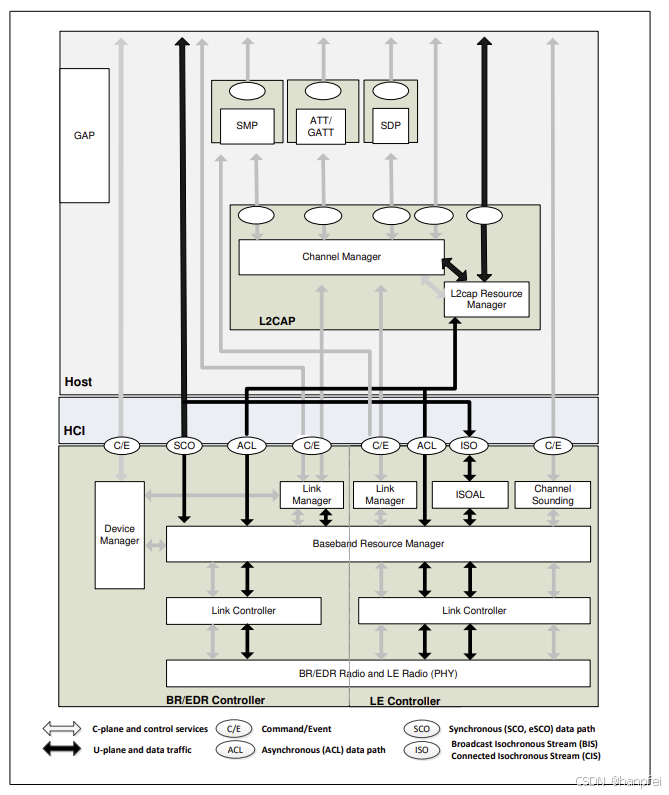 GAP
SMP
ATT/
GATT
SDP
Channel Manager
L2cap Resource
Manager
L2CAP
Host
HCI
C/E
SCO
ACL
C/E
C/E
ACL
ISO
C/E
Device
Manager
Link
Manager
Link
Manager
ISOAL
Channel
Sounding
Baseband Resource Manager
Link Controller
Link Controller
BR/EDR Radio and LE Radio (PHY)
BR/EDR Controller
LE Controller
C-plane and control services
C/E
Command/Event
SCO
Synchronous (SCO, eSCO) data path
U-plane and data traffic
ACL
Asynchronous (ACL) data path
ISO
Broadcast Isochronous Stream (BIS)
Connected Isochronous Stream (CIS)
CSDN @hanpfei